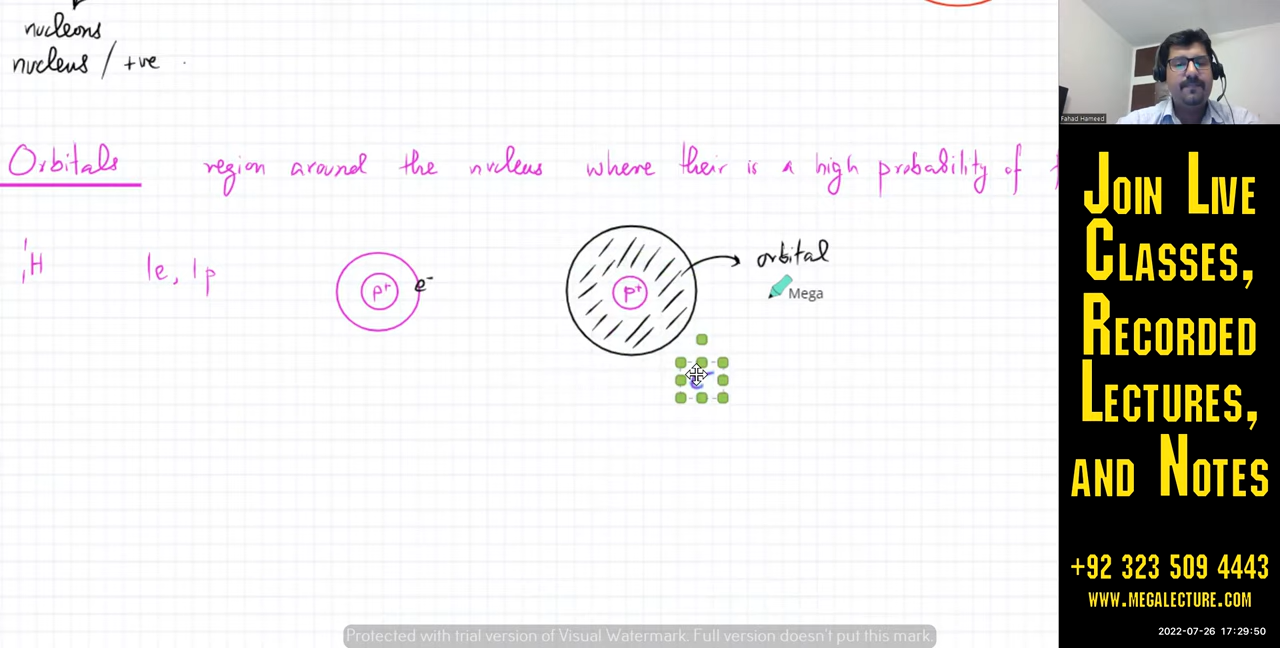 nucleons
nucleus / +ve
Fahad Hameed
Orbitals region around the nucleus where their is a high probability of
1
1H 1e, 1p
p+
e-
p+
orbital
Mega
e-
JOIN LIVE
CLASSES,
RECORDED
LECTURES,
AND NOTES
+92 323 509 4443
WWW.MEGALECTURE.COM
2022-07-26 17:29:50
Protected with trial version of Visual Watermark. Full version doesn't put this mark.